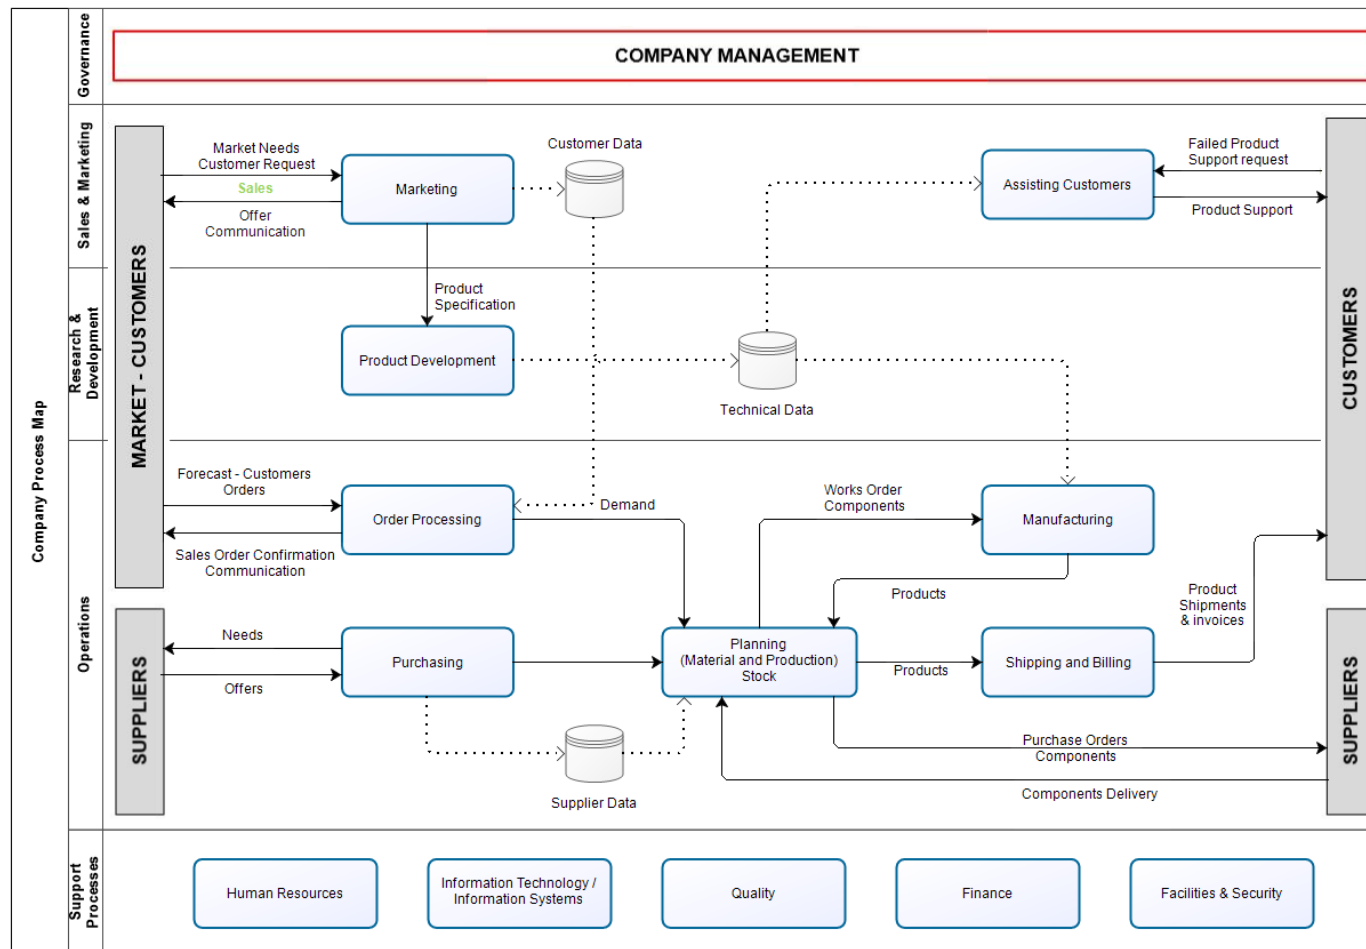 Company Process Map
Governance
COMPANY MANAGEMENT
Sales & Marketing
MARKET - CUSTOMERS
Market Needs
Customer Request
Sales
Offer
Communication
Marketing
Customer Data
Assisting Customers
Failed Product
Support request
Product Support
CUSTOMERS
Research &
Development
Product
Specification
Product Development
Technical Data
Operations
Forecast - Customers
Orders
Order Processing
Sales Order Confirmation
Communication
Demand
Works Order
Components
Manufacturing
Products
Product
Shipments
& invoices
SUPPLIERS
Needs
Offers
Purchasing
Planning
(Material and Production)
Stock
Products
Shipping and Billing
Supplier Data
Purchase Orders
Components
Components Delivery
SUPPLIERS
Support
Processes
Human Resources
Information Technology /
Information Systems
Quality
Finance
Facilities & Security